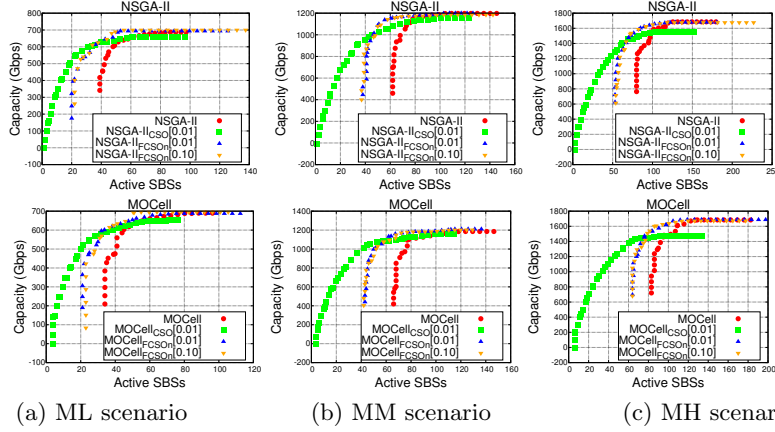 NSGA-II NSGA-II NSGA-II
Capacity (Gbps)
800
700
600
500
400
300
200
100
0
-100
0 20 40 60 80 100 120 140
Active SBSs
NSGA-II
NSGA-IICSO[0.01]
NSGA-IIFCSOn[0.01]
NSGA-IIFCSOn[0.10]
Capacity (Gbps)
1200
1000
800
600
400
200
0
-200
0 20 40 60 80 100 120 140 160
Active SBSs
NSGA-II
NSGA-IICSO[0.01]
NSGA-IIFCSOn[0.01]
NSGA-IIFCSOn[0.10]
Capacity (Gbps)
1800
1600
1400
1200
1000
800
600
400
200
0
-200
0 50 100 150 200 25
Active SBSs
NSGA-II
NSGA-IICSO[0.01]
NSGA-IIFCSOn[0.01]
NSGA-IIFCSOn[0.10]
MOCell MOCell MOCell
Capacity (Gbps)
700
600
500
400
300
200
100
0
-100
0 20 40 60 80 100 120
Active SBSs
MOCell
MOCellCSO[0.01]
MOCellFCSOn[0.01]
MOCellFCSOn[0.10]
Capacity (Gbps)
1400
1200
1000
800
600
400
200
0
-200
0 20 40 60 80 100 120 140 160
Active SBSs
MOCell
MOCellCSO[0.01]
MOCellFCSOn[0.01]
MOCellFCSOn[0.10]
Capacity (Gbps)
1800
1600
1400
1200
1000
800
600
400
200
0
-200
0 20 40 60 80 100 120 140 160 180 200
Active SBSs
MOCell
MOCellCSO[0.01]
MOCellFCSOn[0.01]
MOCellFCSOn[0.10]
(a) ML scenario (b) MM scenario (c) MH scenar